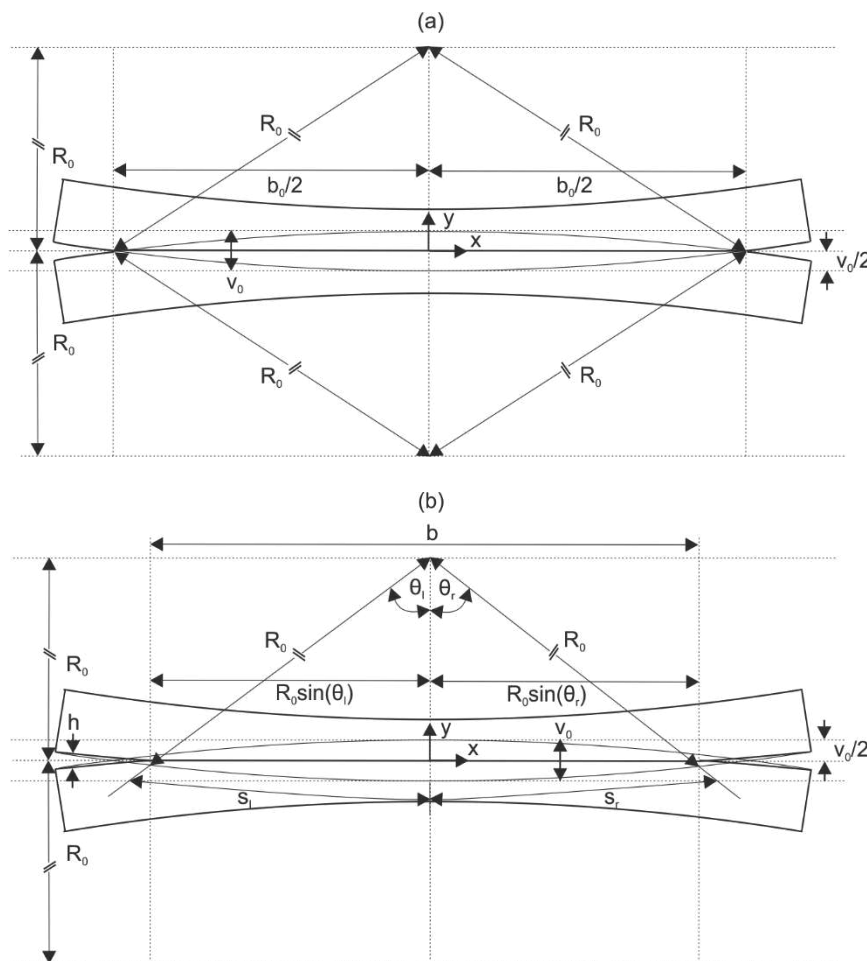 (a)
R₀
R₀
R₀
b₀/2
b₀/2
y
x
v₀
v₀/2
R₀
R₀
R₀
(b)
b
θₗ
θᵣ
R₀
R₀
R₀
R₀sin(θₗ)
R₀sin(θᵣ)
h
y
v₀
x
v₀/2
sₗ
sᵣ
R₀